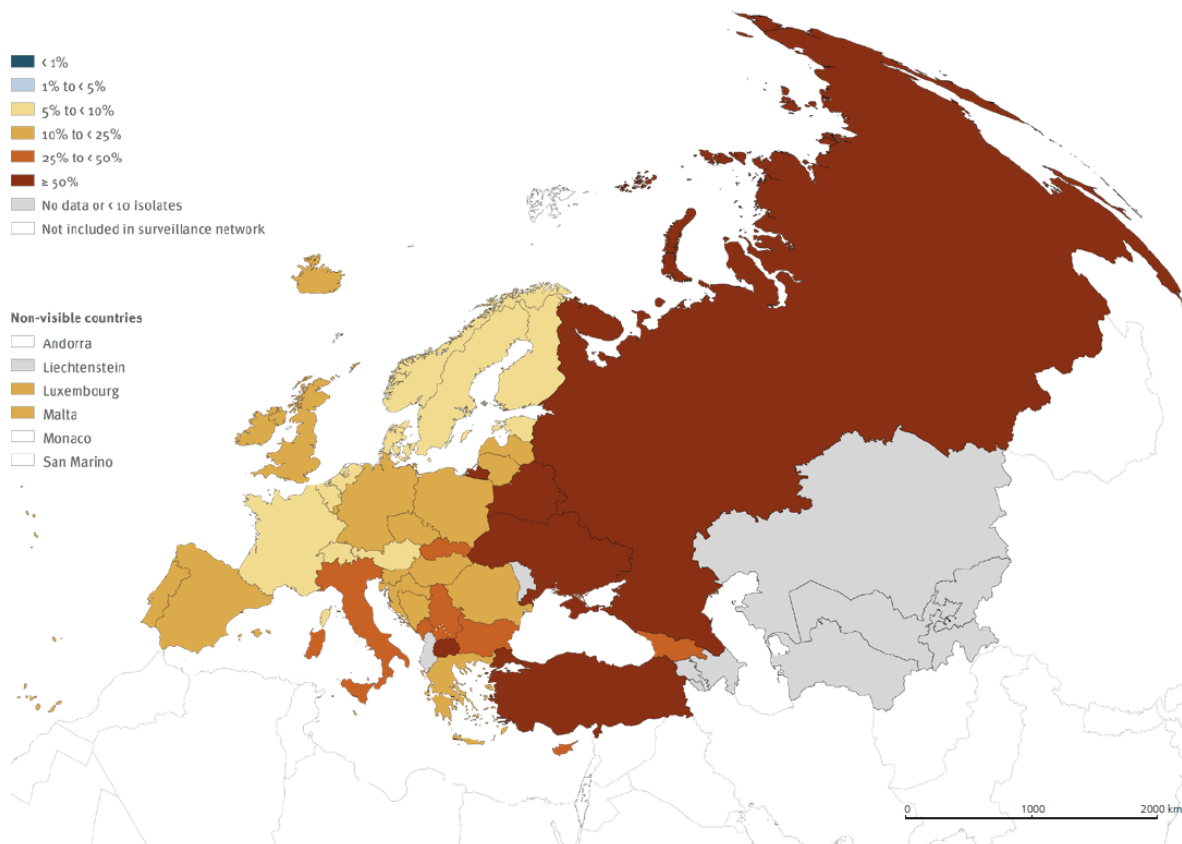 < 1%
1% to < 5%
5% to < 10%
10% to < 25%
25% to < 50%
≥ 50%
No data or < 10 isolates
Not included in surveillance network
Non-visible countries
Andorra
Liechtenstein
Luxembourg
Malta
Monaco
San Marino
0 1000 2000 km